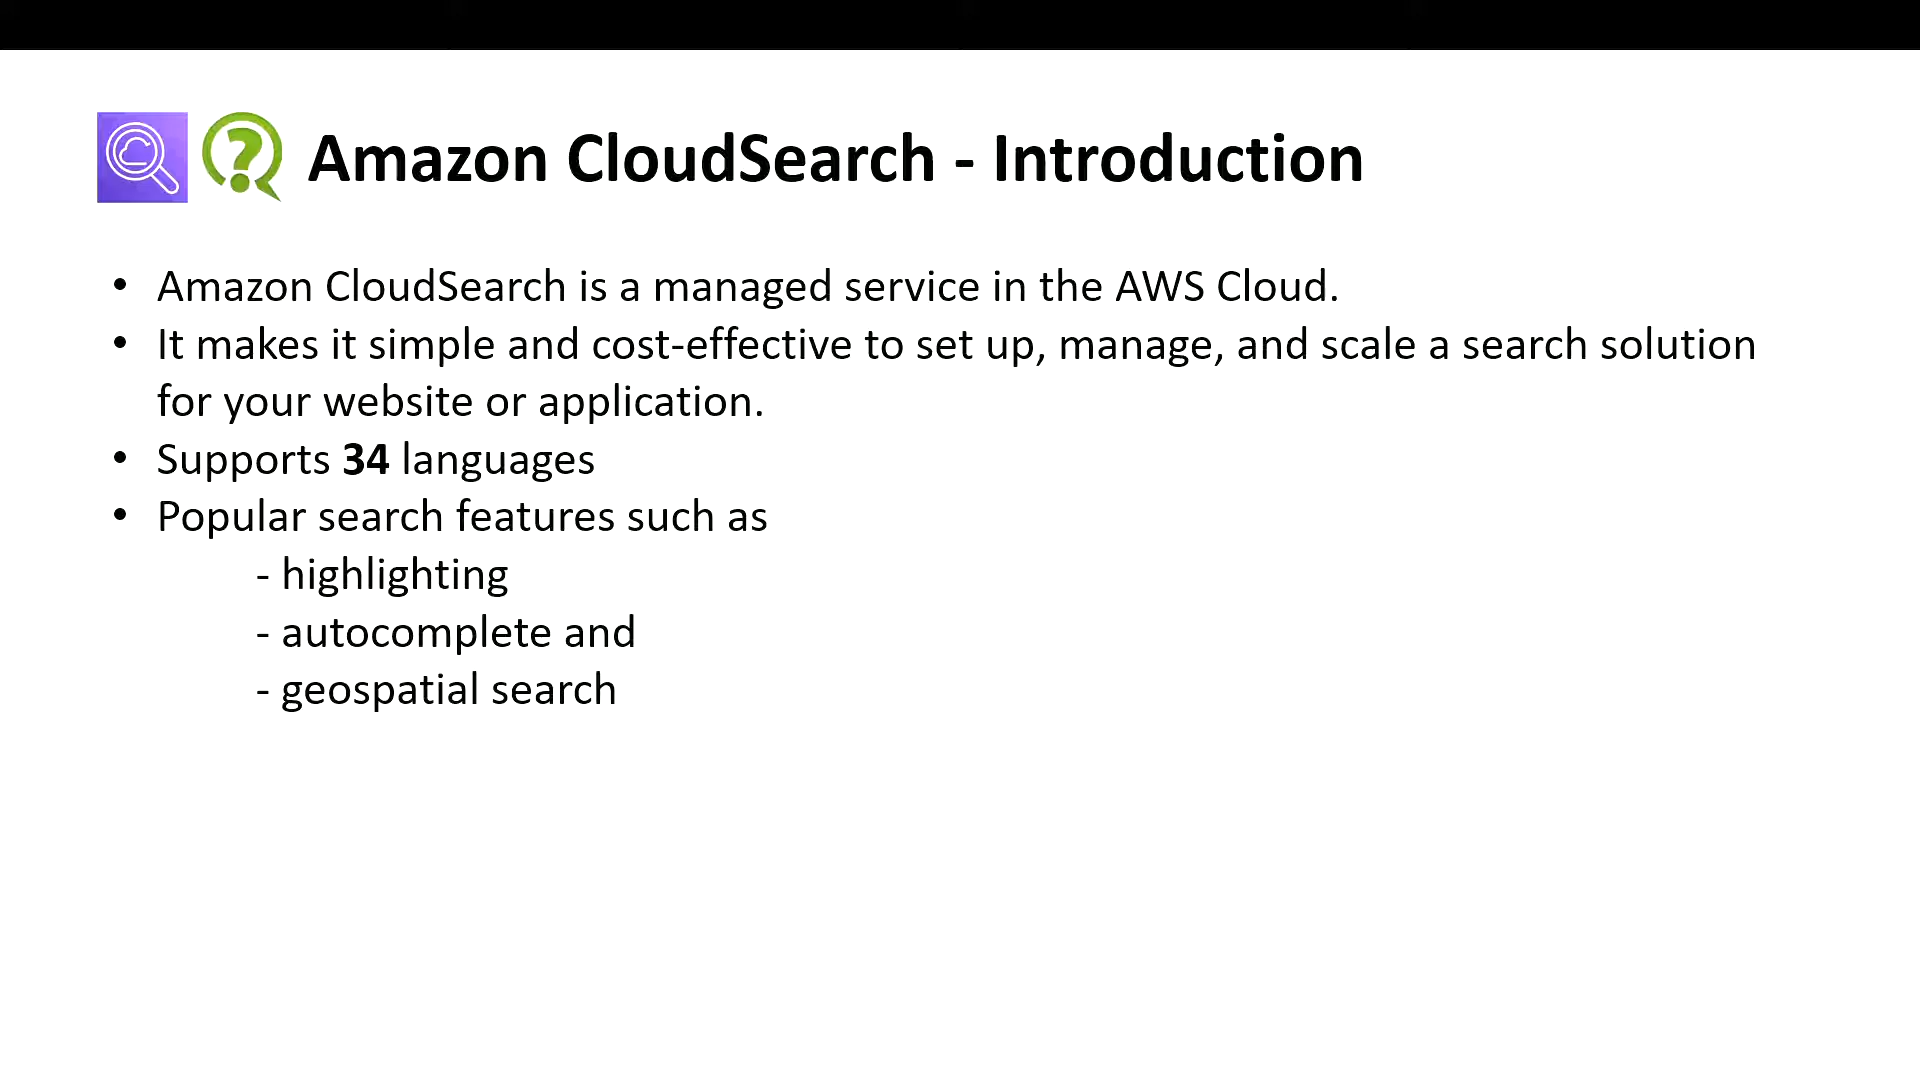 Amazon CloudSearch - Introduction
• Amazon CloudSearch is a managed service in the AWS Cloud.
• It makes it simple and cost-effective to set up, manage, and scale a search solution
for your website or application.
• Supports 34 languages
• Popular search features such as
- highlighting
- autocomplete and
- geospatial search